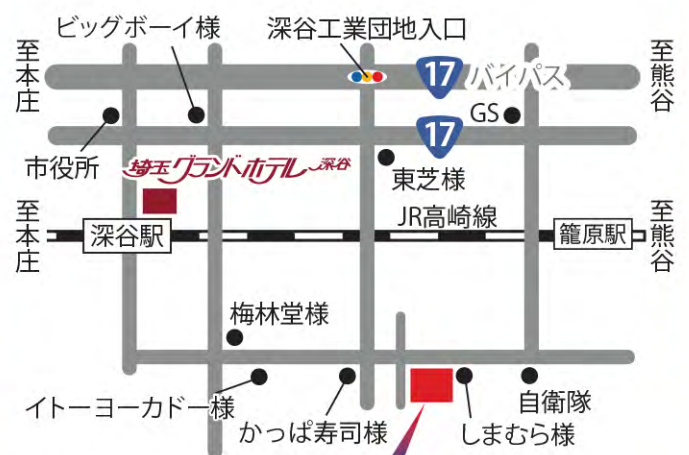 ビッグボーイ様
深谷工業団地入口
至本庄
至熊谷
17 バイパス
GS
17
市役所
埼玉グランドホテル深谷
東芝様
JR高崎線
至本庄
深谷駅
籠原駅
至熊谷
梅林堂様
イトーヨーカドー様
かっぱ寿司様
しまむら様
自衛隊